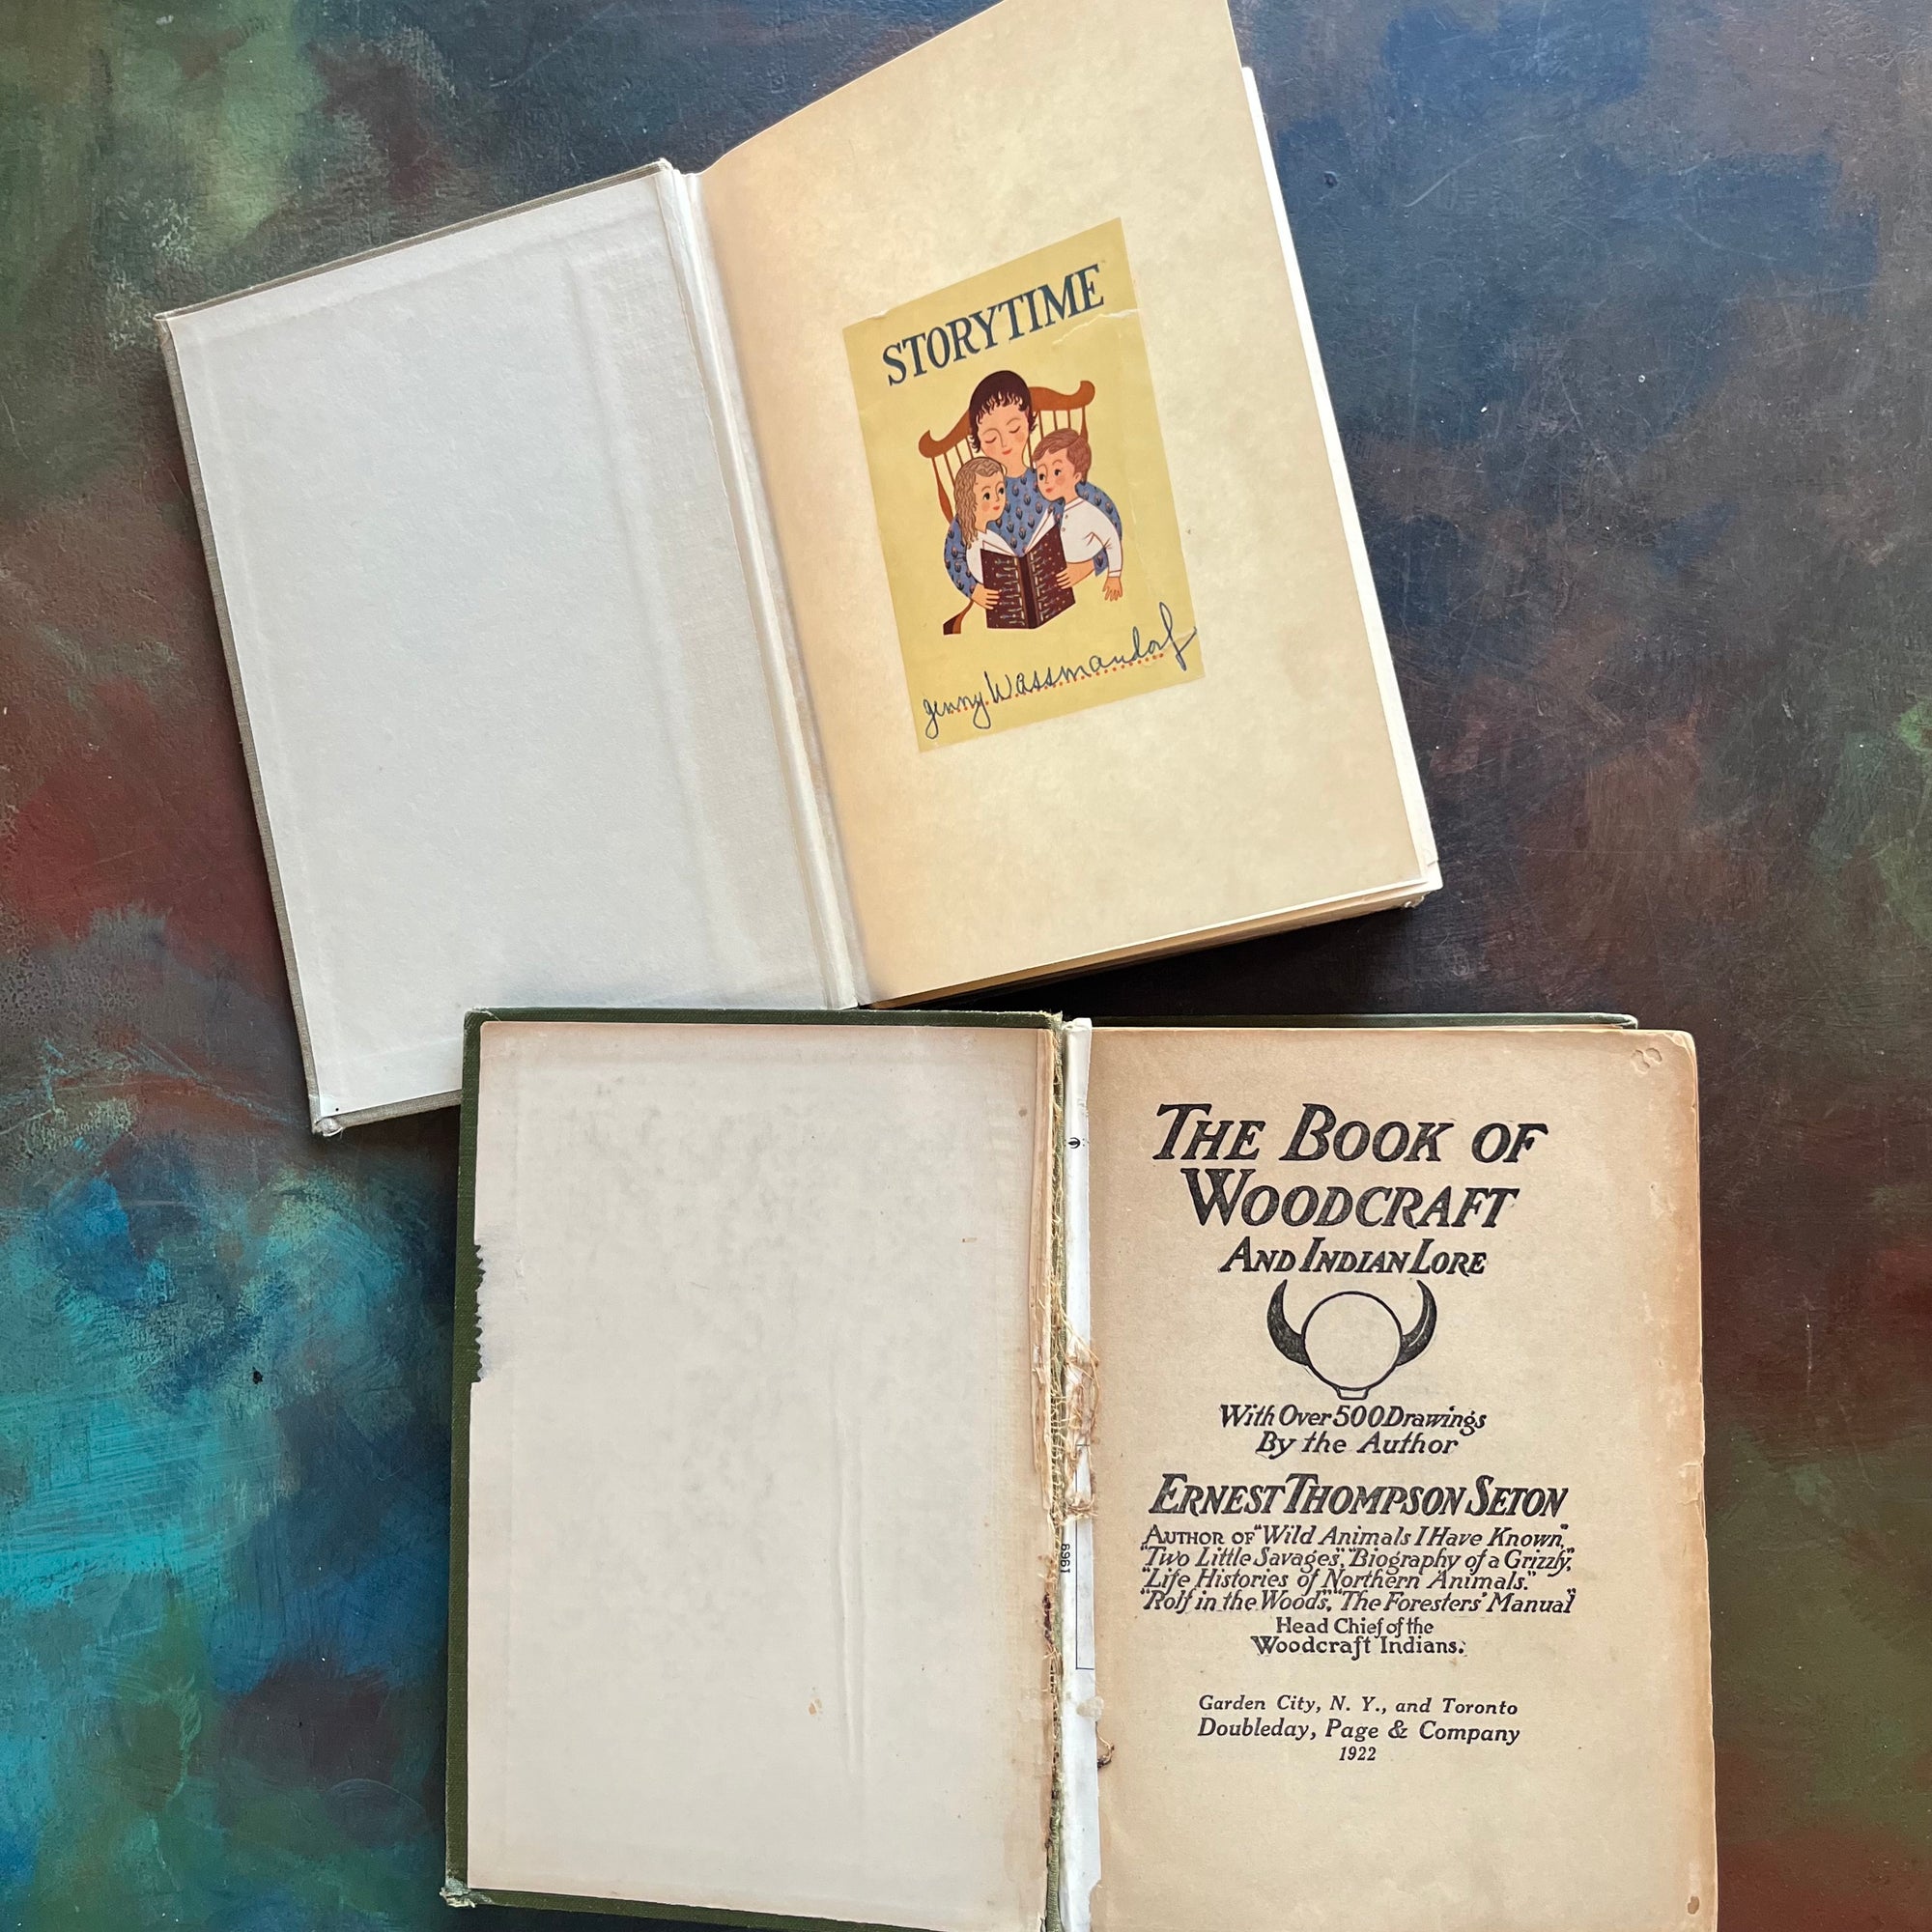 STORYTIME
Jenny Wassmandorf
THE BOOK OF
WOODCRAFT
AND INDIAN LORE
With Over 500 Drawings
By the Author
ERNEST THOMPSON SETON
AUTHOR OF "Wild Animals I Have Known",
"Two Little Savages", "Biography of a Grizzly",
"Life Histories of Northern Animals."
"Rolf in the Woods", "The Foresters' Manual"
Head Chief of the
Woodcraft Indians.
Garden City, N. Y., and Toronto
Doubleday, Page & Company
1922
1969